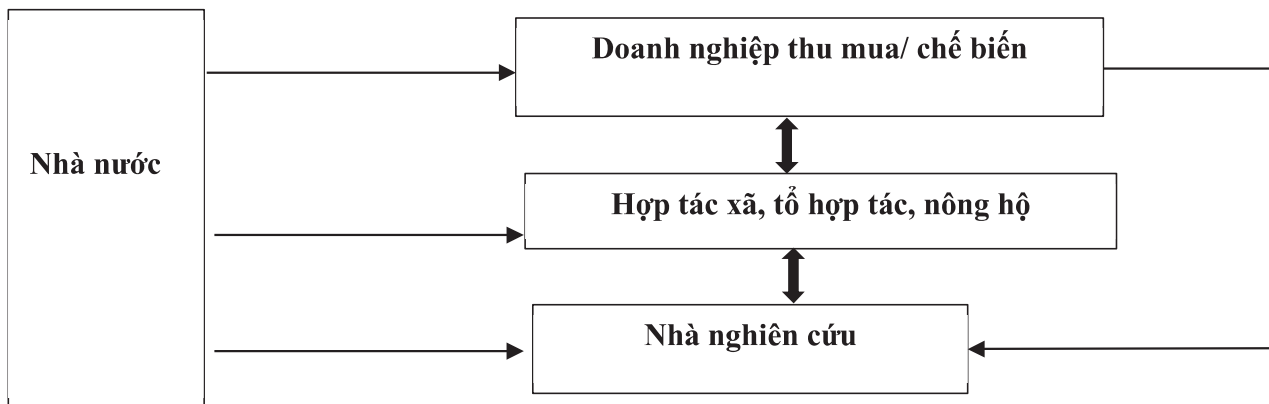 Doanh nghiệp thu mua/ chế biến
Nhà nước
Hợp tác xã, tổ hợp tác, nông hộ
Nhà nghiên cứu